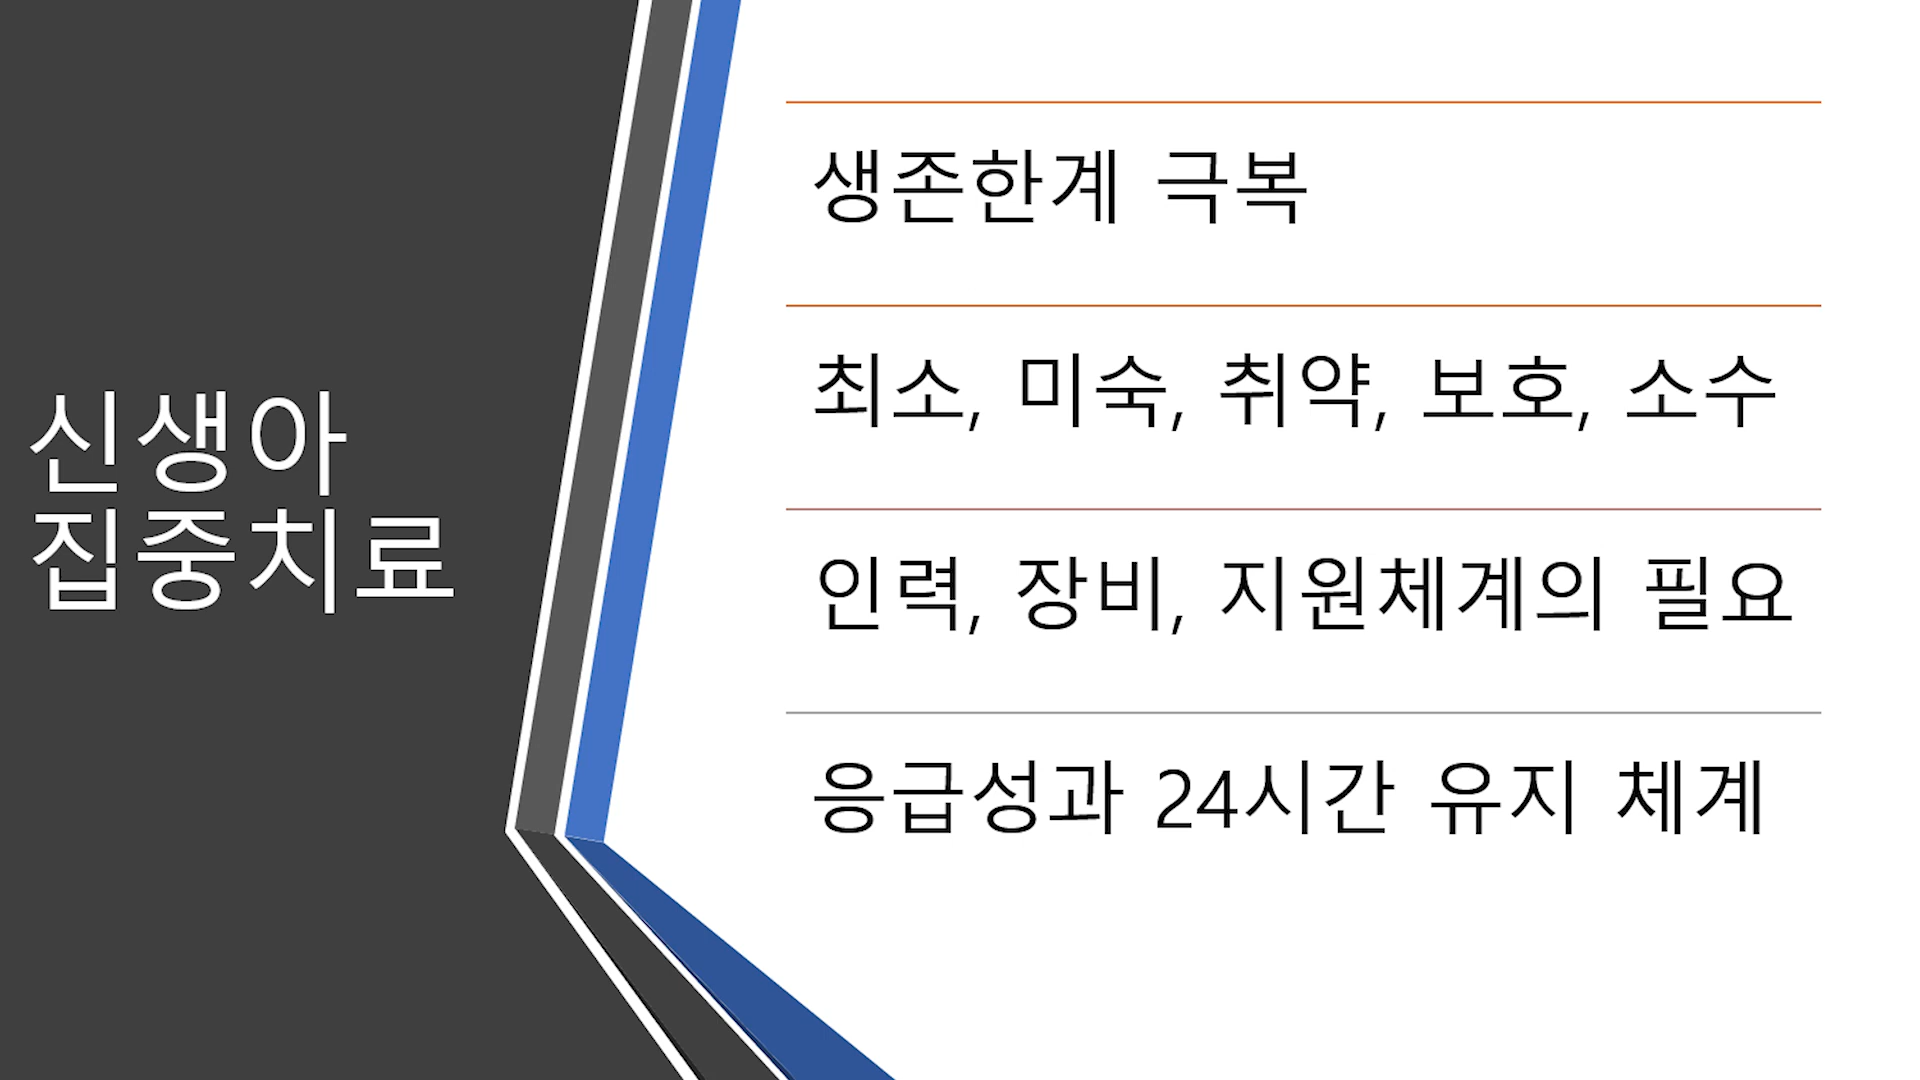 신생아
집중치료
생존한계 극복
최소, 미숙, 취약, 보호, 소수
인력, 장비, 지원체계의 필요
응급성과 24시간 유지 체계